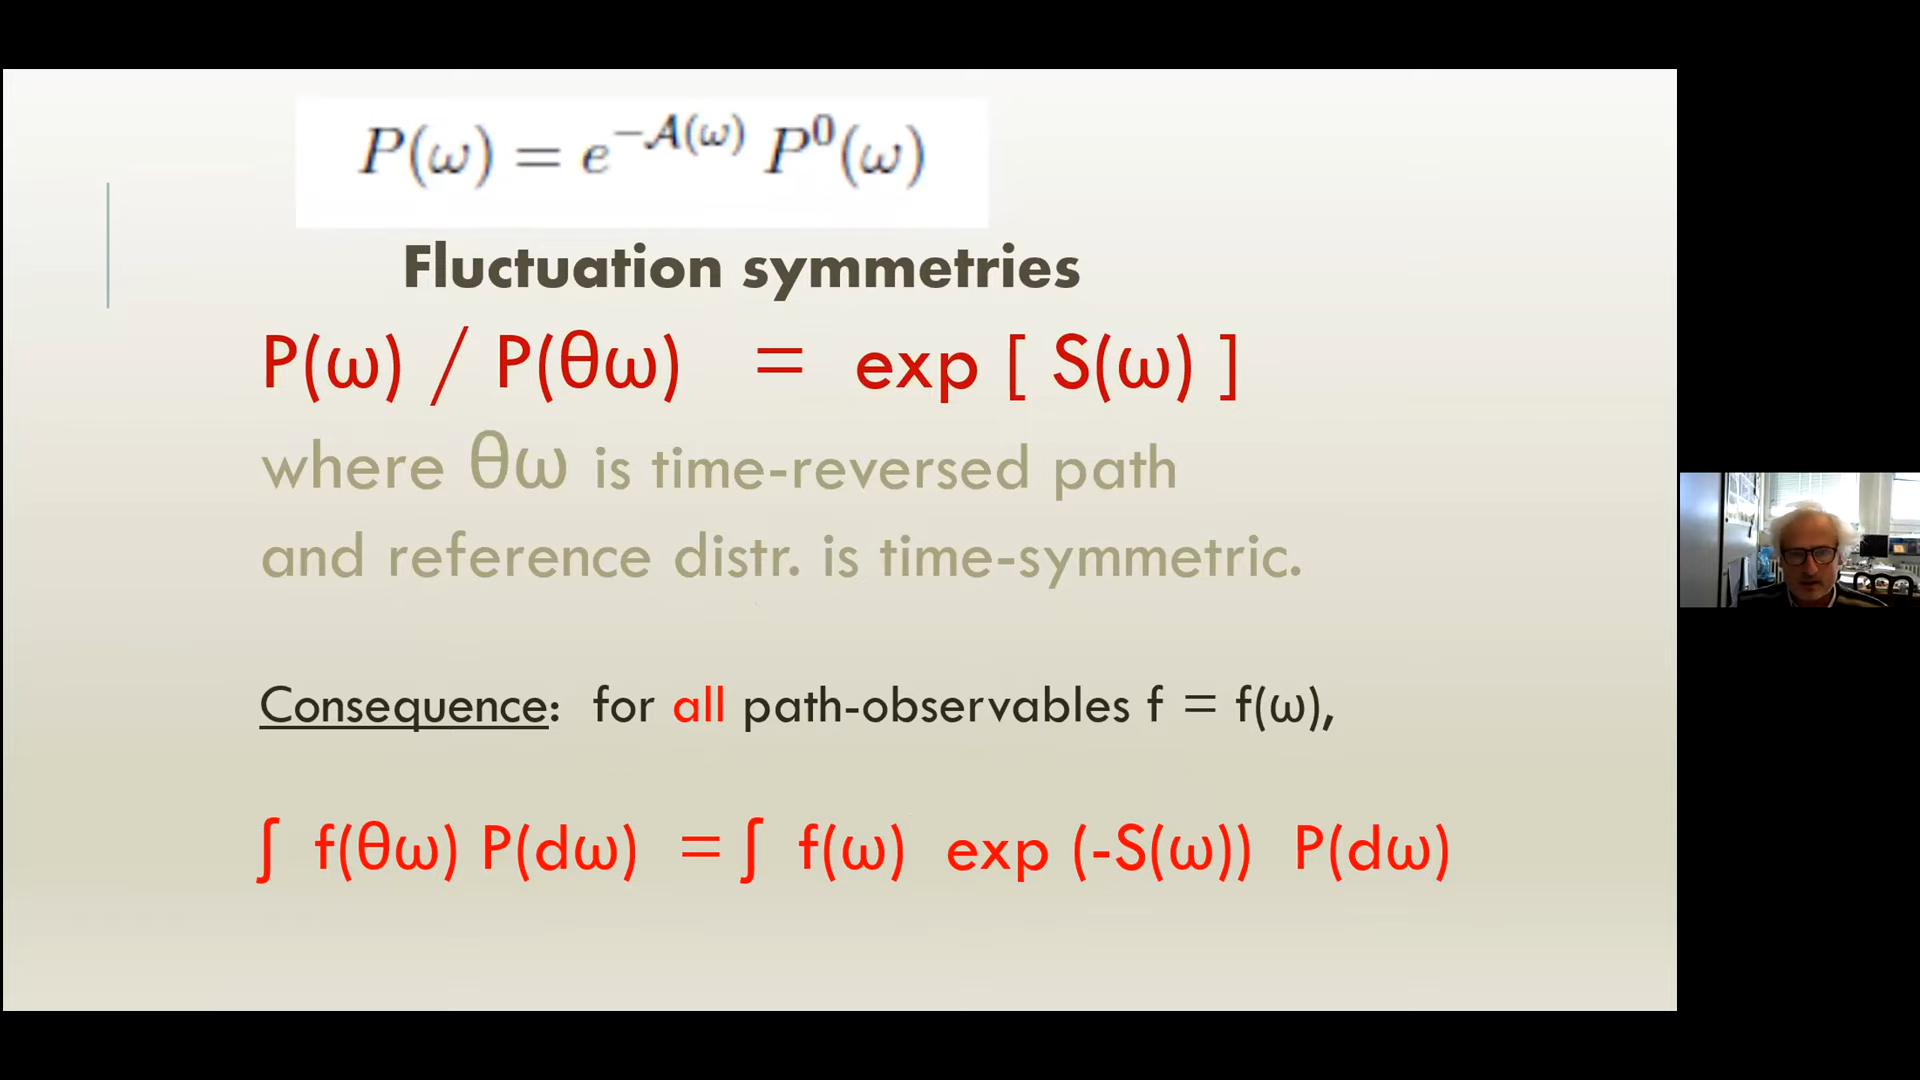 P(ω) = e^{−A(ω)} P⁰(ω)
Fluctuation symmetries
P(ω) / P(θω) = exp [ S(ω) ]
where θω is time-reversed path
and reference distr. is time-symmetric.
Consequence: for all path-observables f = f(ω),
∫ f(θω) P(dω) = ∫ f(ω) exp (-S(ω)) P(dω)